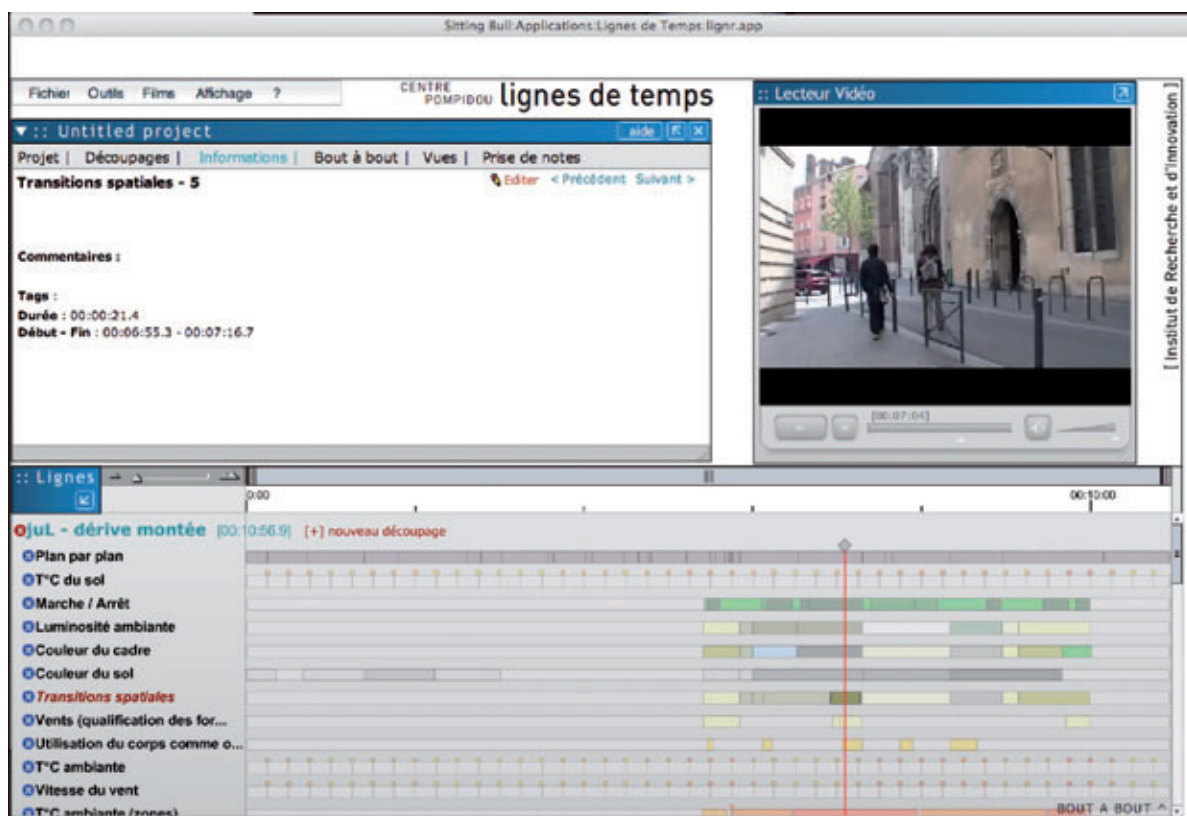 Sitting Bull:Applications:Lignes de Temps:lignr.app
Fichier Outils Films Affichage ?
CENTRE POMPIDOU lignes de temps
:: Untitled project
aide
Projet | Découpages | Informations | Bout à bout | Vues | Prise de notes
Transitions spatiales - 5
Editer < Précédent Suivant >
Commentaires :
Tags :
Durée : 00:00:21.4
Début - Fin : 00:06:55.3 - 00:07:16.7
:: Lecteur Vidéo
[00:07:04]
[ Institut de Recherche et d'Innovation ]
:: Lignes
0:00
00:10:00
juL - dérive montée [00:10:56.9] [+] nouveau découpage
Plan par plan
T°C du sol
Marche / Arrêt
Luminosité ambiante
Couleur du cadre
Couleur du sol
Transitions spatiales
Vents (qualification des for...
Utilisation du corps comme o...
T°C ambiante
Vitesse du vent
T°C ambiante (zones)
BOUT A BOUT ^